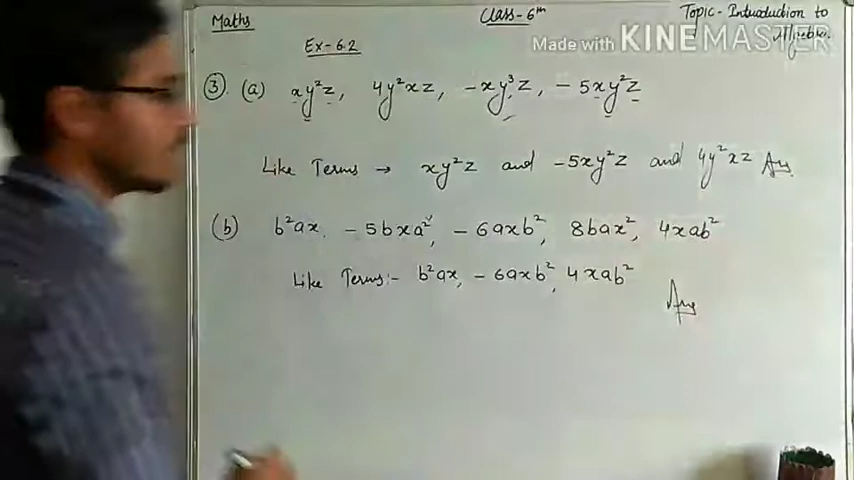 Maths Class-6th Topic- Introduction to
Algebra.
Made with KINEMASTER
Ex-6.2
③ (a) xy²z, 4y²xz, -xy³z, -5xy²z
Like Terms → xy²z and -5xy²z and 4y²xz Ans.
(b) b²ax, -5bxa², -6axb², 8bax², 4xab²
Like Terms:- b²ax, -6axb², 4xab²
Ans